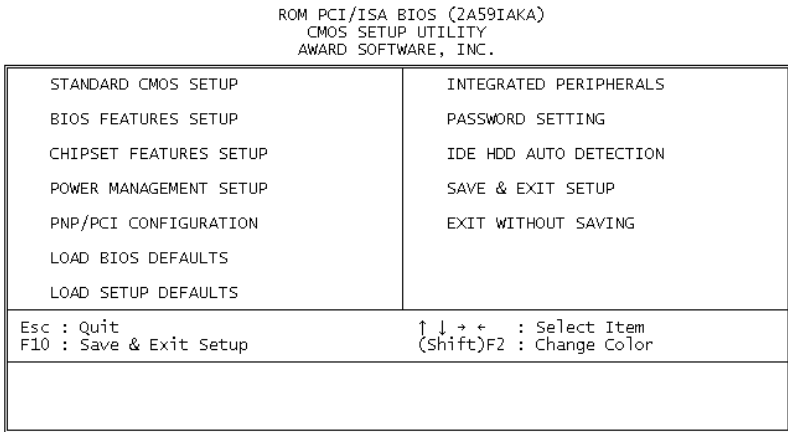 ROM PCI/ISA BIOS (2A59IAKA)
CMOS SETUP UTILITY
AWARD SOFTWARE, INC.
STANDARD CMOS SETUP
BIOS FEATURES SETUP
CHIPSET FEATURES SETUP
POWER MANAGEMENT SETUP
PNP/PCI CONFIGURATION
LOAD BIOS DEFAULTS
LOAD SETUP DEFAULTS
INTEGRATED PERIPHERALS
PASSWORD SETTING
IDE HDD AUTO DETECTION
SAVE & EXIT SETUP
EXIT WITHOUT SAVING
Esc : Quit
F10 : Save & Exit Setup
↑ ↓ → ← : Select Item
(Shift)F2 : Change Color